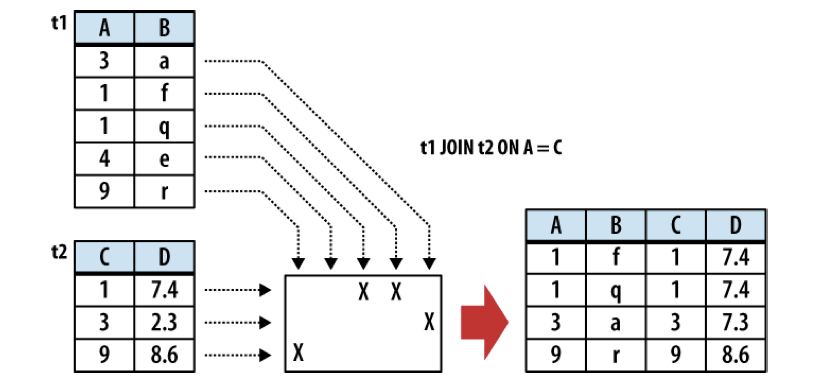 t1
A B
3 a
1 f
1 q
4 e
9 r
t1 JOIN t2 ON A = C
t2
C D
1 7.4
3 2.3
9 8.6
X X
X
X
A B C D
1 f 1 7.4
1 q 1 7.4
3 a 3 7.3
9 r 9 8.6